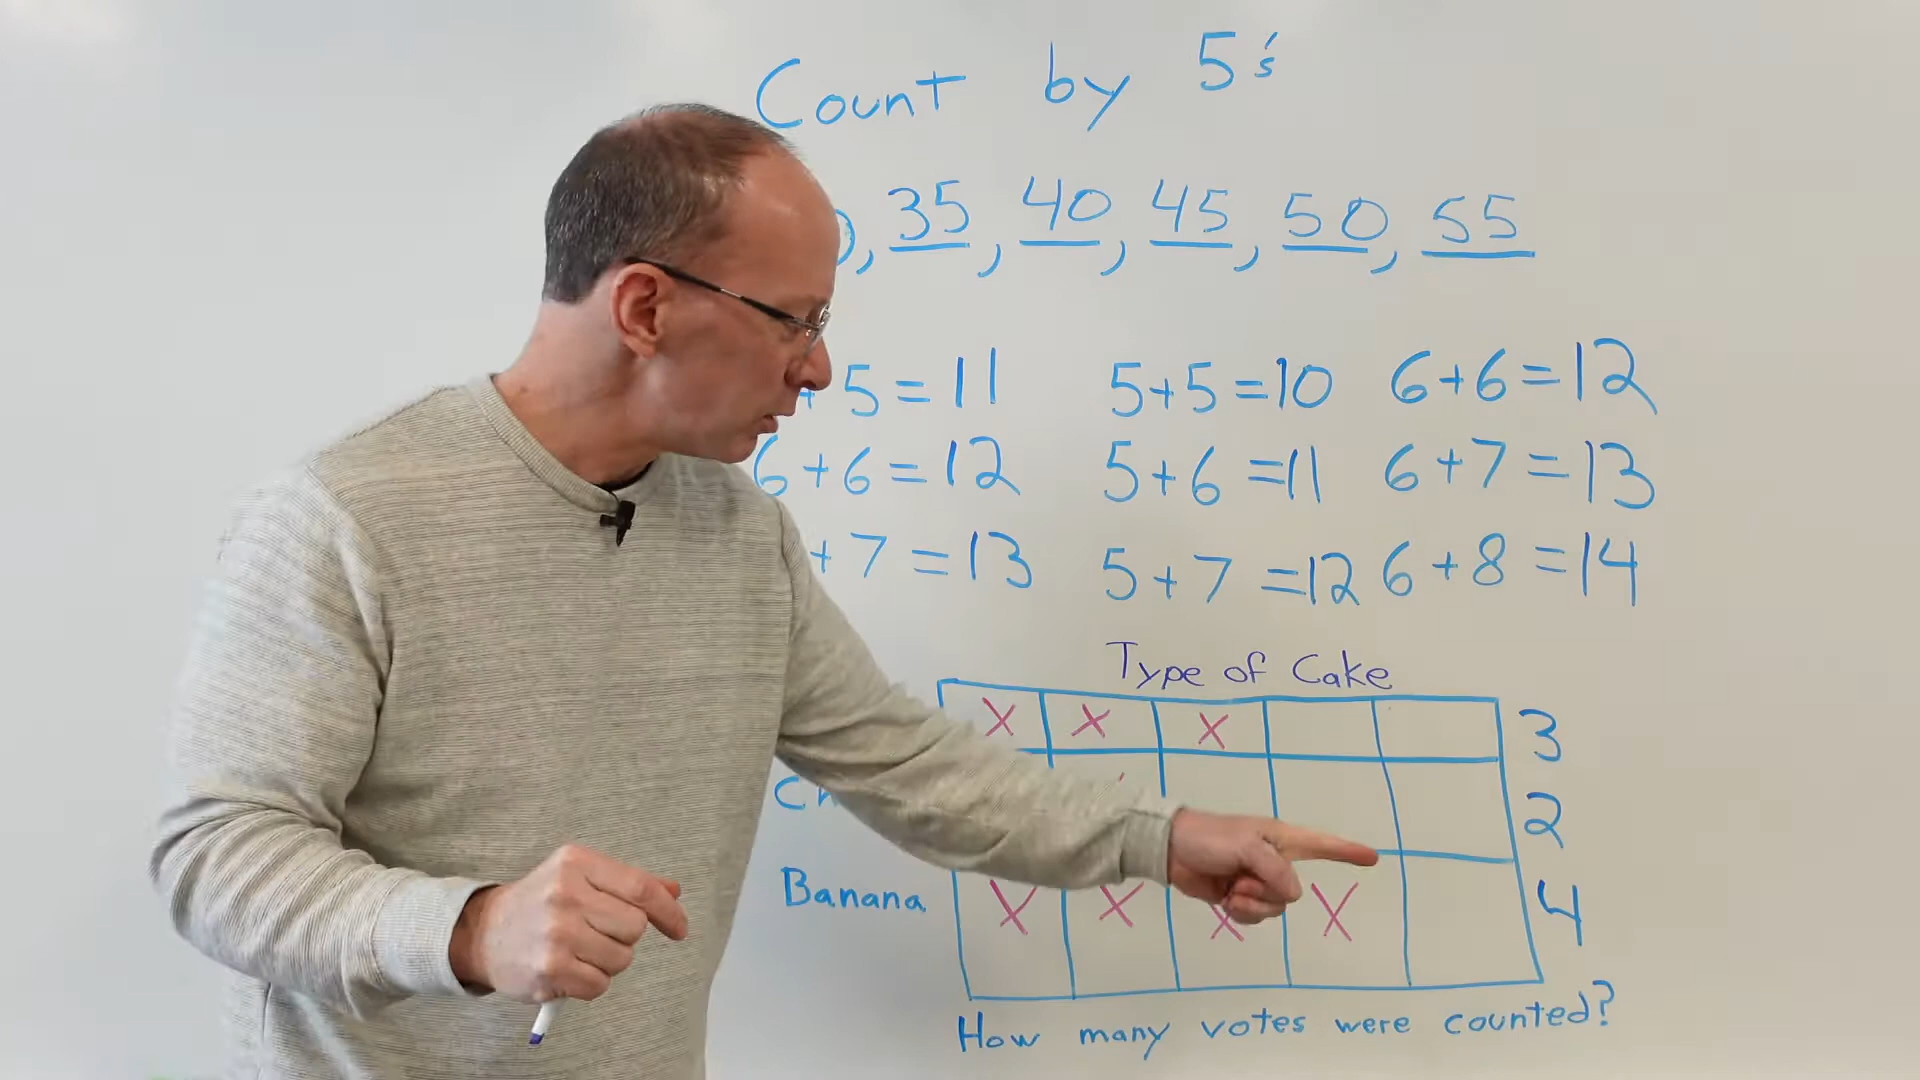 Count by 5's
, 35, 40, 45, 50, 55
+ 5 = 11 5+5=10 6+6=12
6+6=12 5+6=11 6+7=13
+ 7 = 13 5+7=12 6+8=14
Type of Cake
X X X 3
2
Banana X X X X 4
How many votes were counted?